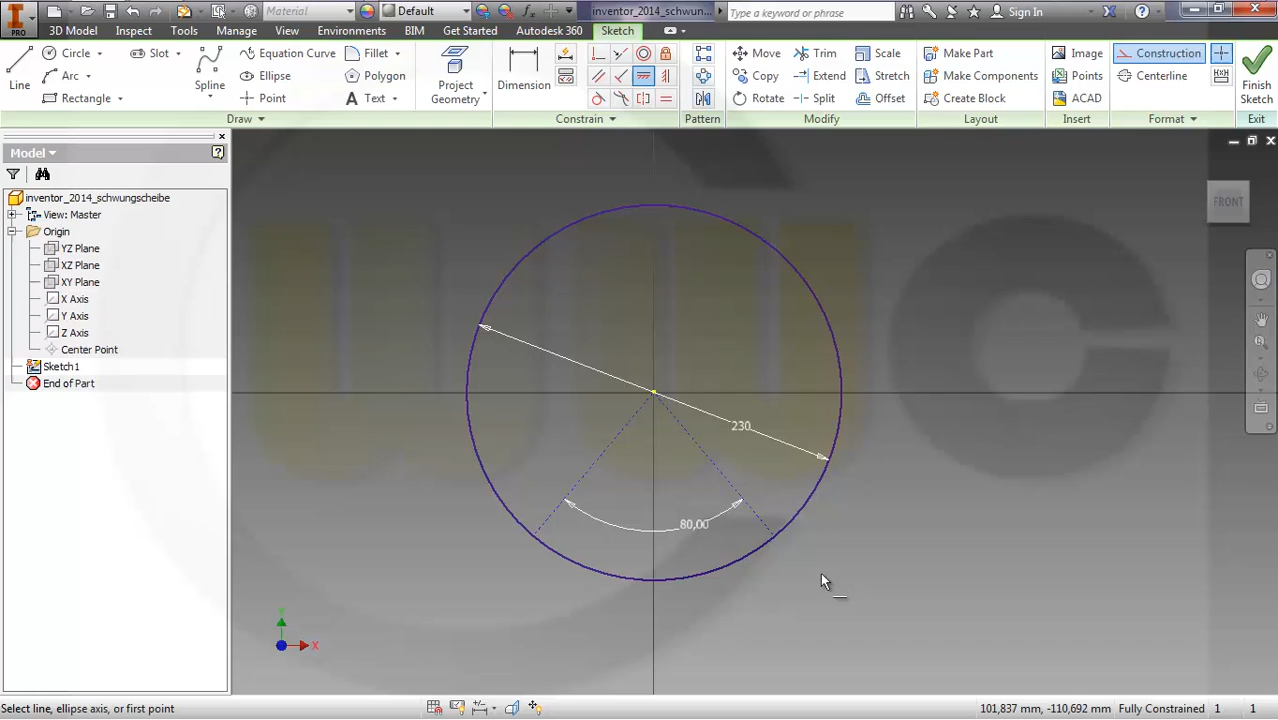 PRO
Material
Default
inventor_2014_schwun...
Type a keyword or phrase
Sign In
3D Model
Inspect
Tools
Manage
View
Environments
BIM
Get Started
Autodesk 360
Sketch
Line
Circle
Arc
Rectangle
Slot
Spline
Equation Curve
Ellipse
Point
Fillet
Polygon
Text
Project
Geometry
Dimension
Move
Copy
Rotate
Trim
Extend
Split
Scale
Stretch
Offset
Make Part
Make Components
Create Block
Image
Points
ACAD
Construction
Centerline
Finish
Sketch
Draw
Constrain
Pattern
Modify
Layout
Insert
Format
Exit
Model
inventor_2014_schwungscheibe
View: Master
Origin
YZ Plane
XZ Plane
XY Plane
X Axis
Y Axis
Z Axis
Center Point
Sketch1
End of Part
FRONT
230
80,00
Y
X
Select line, ellipse axis, or first point
101,837 mm, -110,692 mm
Fully Constrained
1
1